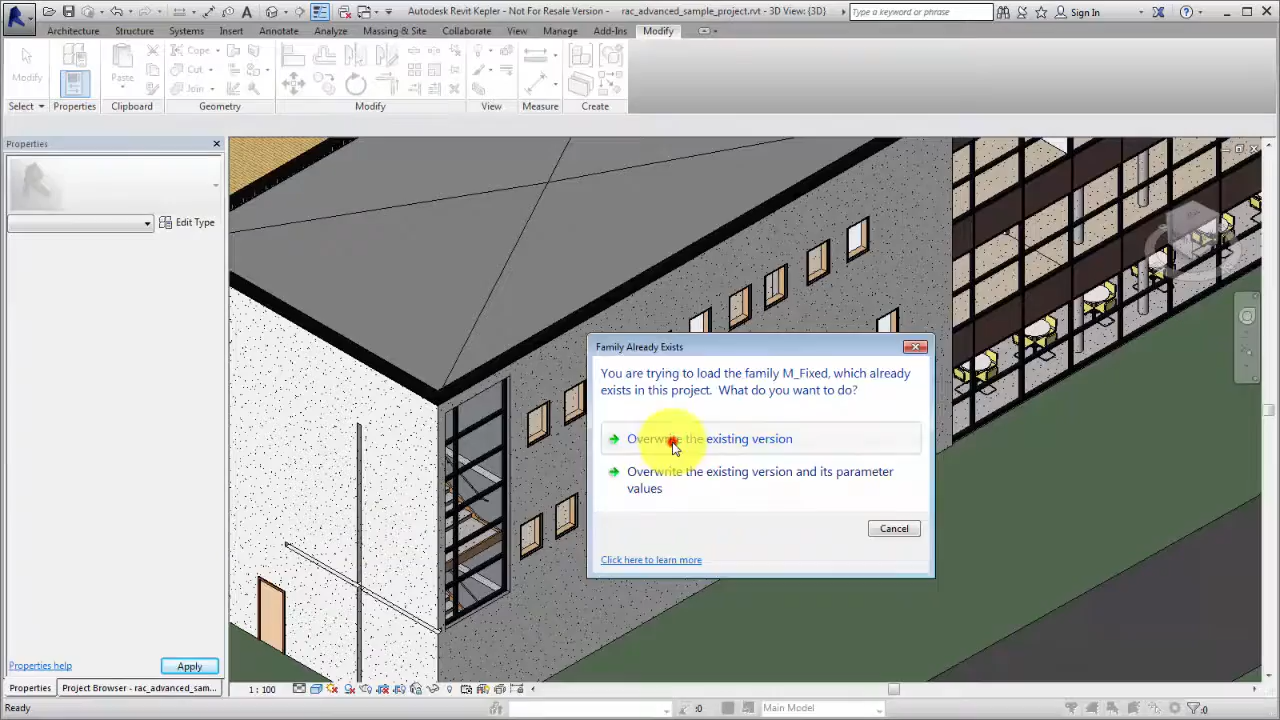 Autodesk Revit Kepler - Not For Resale Version - rac_advanced_sample_project.rvt - 3D View: {3D}
Type a keyword or phrase
Sign In
Architecture Structure Systems Insert Annotate Analyze Massing & Site Collaborate View Manage Add-Ins Modify
Modify
Paste
Cope
Cut
Join
Select Properties Clipboard Geometry Modify View Measure Create
Properties
Edit Type
Family Already Exists
You are trying to load the family M_Fixed, which already
exists in this project. What do you want to do?
Overwrite the existing version
Overwrite the existing version and its parameter
values
Cancel
Click here to learn more
Properties help
Apply
Properties
Project Browser - rac_advanced_sam...
1 : 100
Ready
:0
Main Model
:0